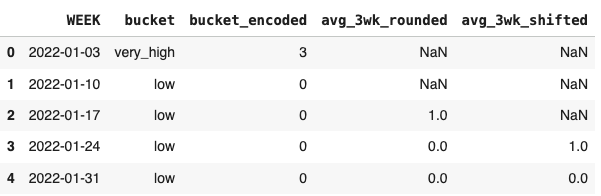 WEEK bucket bucket_encoded avg_3wk_rounded avg_3wk_shifted
0 2022-01-03 very_high 3 NaN NaN
1 2022-01-10 low 0 NaN NaN
2 2022-01-17 low 0 1.0 NaN
3 2022-01-24 low 0 0.0 1.0
4 2022-01-31 low 0 0.0 0.0